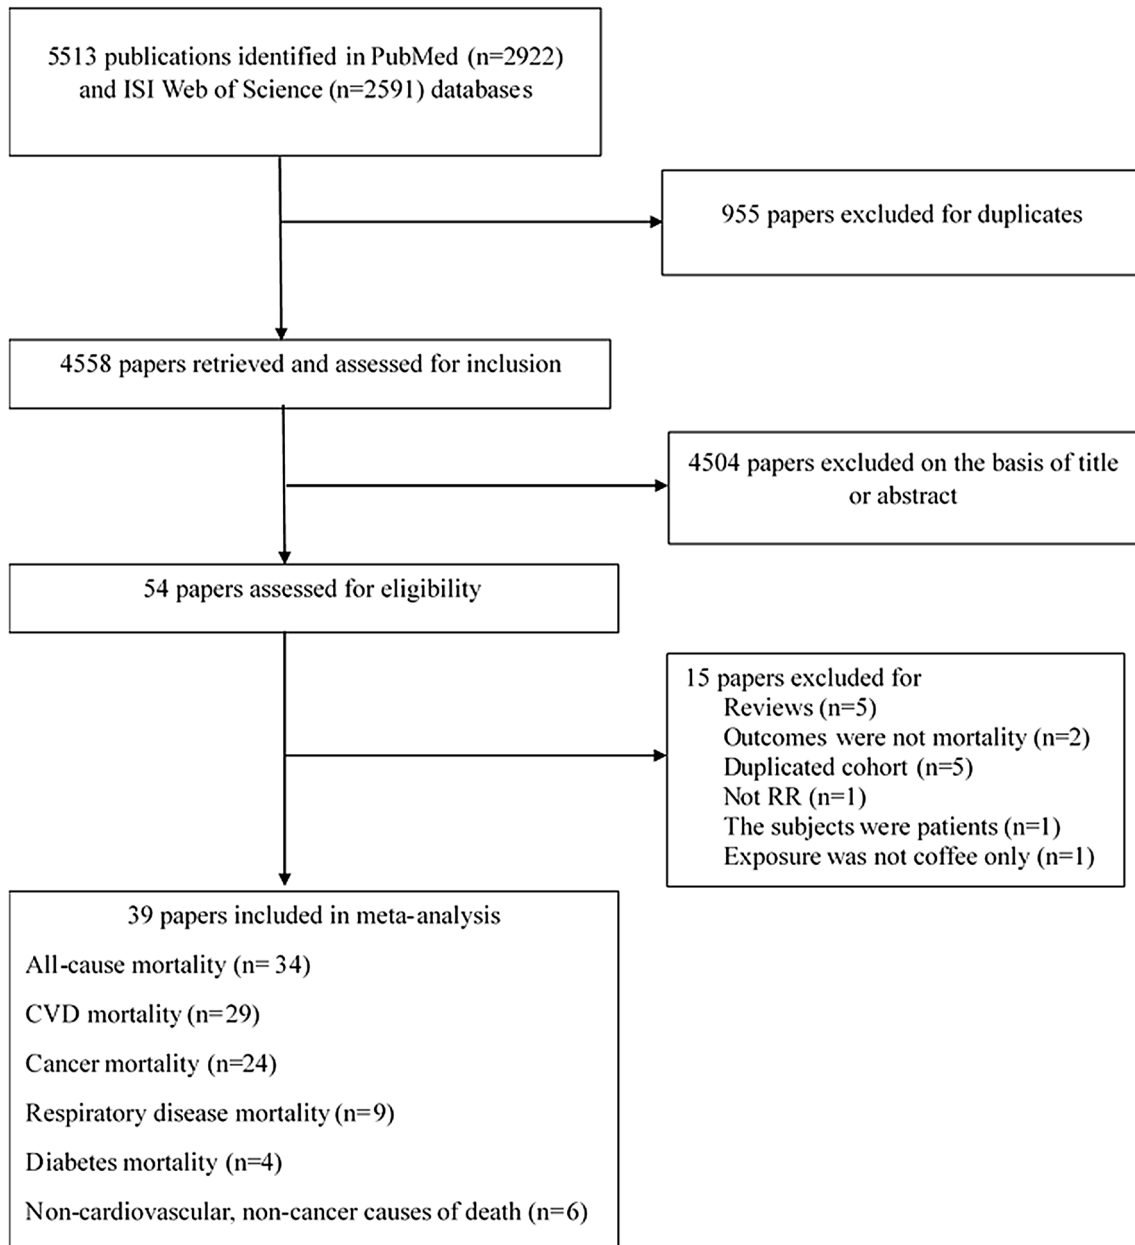 5513 publications identified in PubMed (n=2922)
and ISI Web of Science (n=2591) databases
955 papers excluded for duplicates
4558 papers retrieved and assessed for inclusion
4504 papers excluded on the basis of title
or abstract
54 papers assessed for eligibility
15 papers excluded for
Reviews (n=5)
Outcomes were not mortality (n=2)
Duplicated cohort (n=5)
Not RR (n=1)
The subjects were patients (n=1)
Exposure was not coffee only (n=1)
39 papers included in meta-analysis
All-cause mortality (n= 34)
CVD mortality (n=29)
Cancer mortality (n=24)
Respiratory disease mortality (n=9)
Diabetes mortality (n=4)
Non-cardiovascular, non-cancer causes of death (n=6)